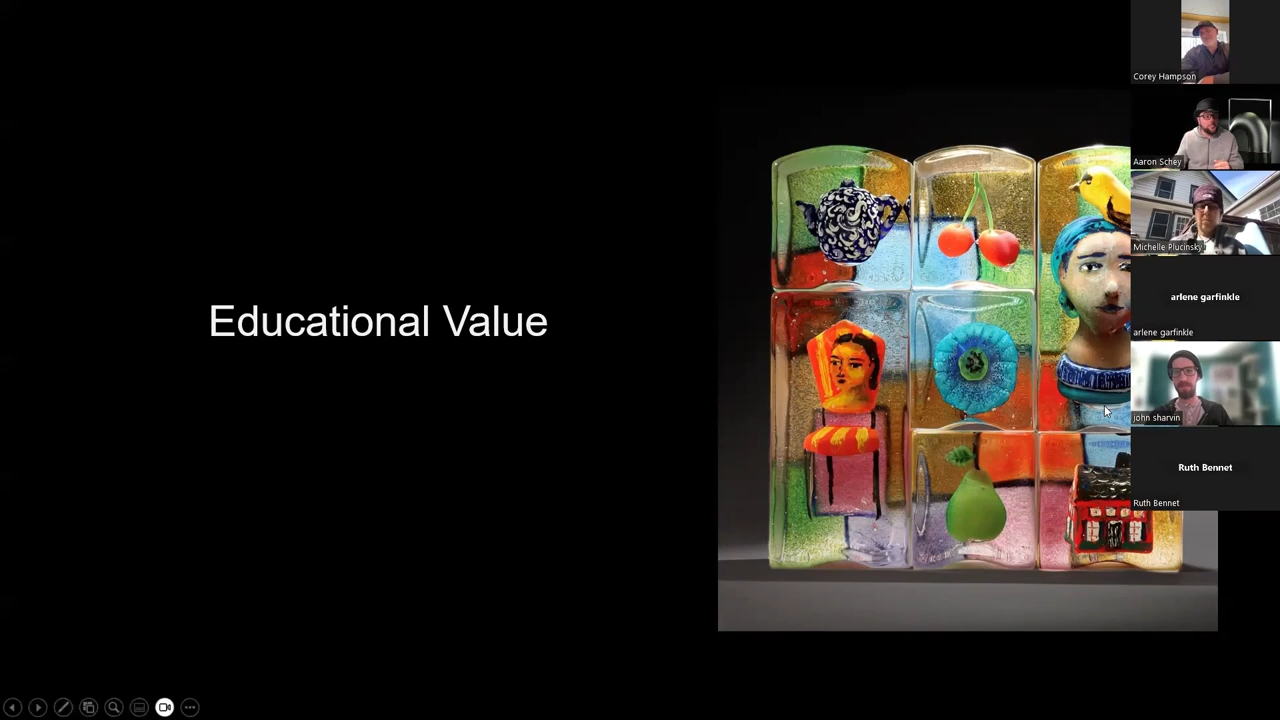 Educational Value
Corey Hampson
Aaron Schey
Michelle Plucinsky
arlene garfinkle
arlene garfinkle
john sharvin
Ruth Bennet
Ruth Bennet